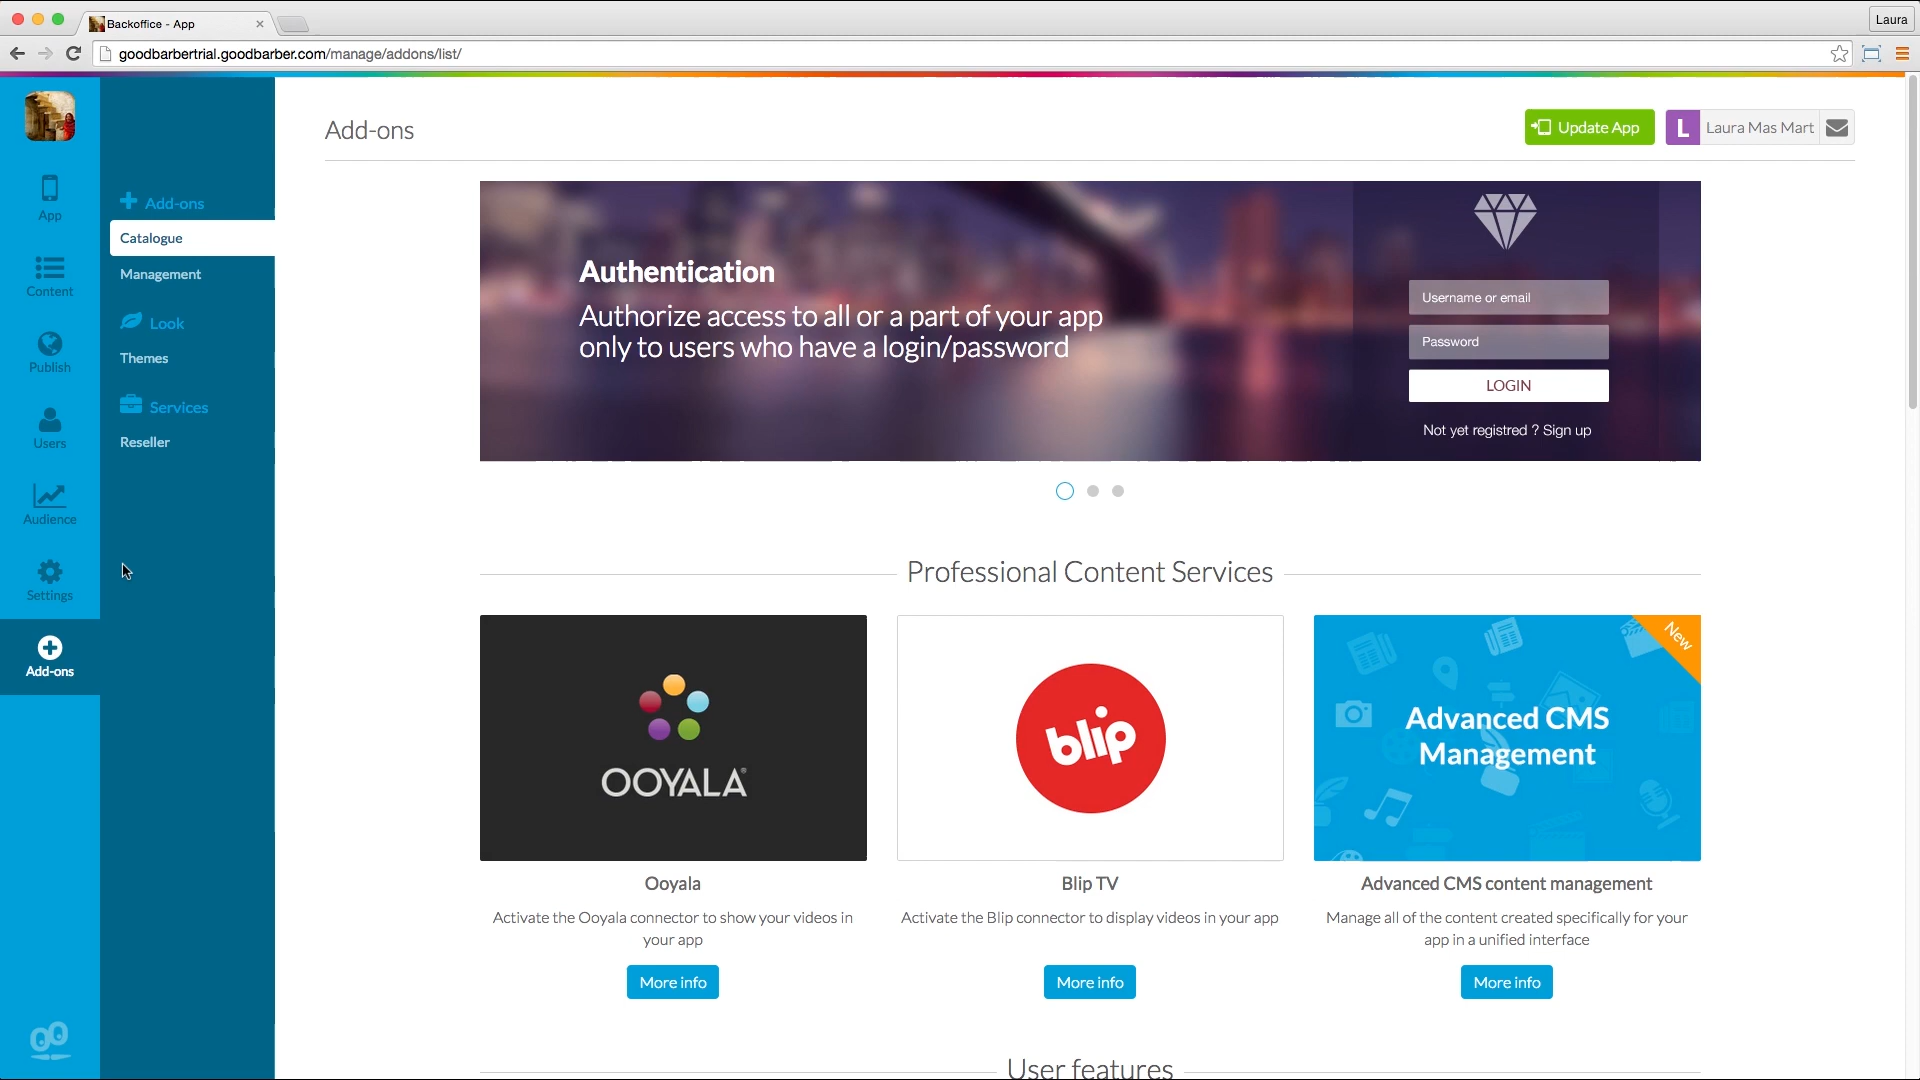 Backoffice - App
Laura
goodbarbertrial.goodbarber.com/manage/addons/list/
App
Content
Publish
Users
Audience
Settings
Add-ons
Add-ons
Catalogue
Management
Look
Themes
Services
Reseller
Add-ons
Update App
L
Laura Mas Mart
Authentication
Authorize access to all or a part of your app
only to users who have a login/password
Username or email
Password
LOGIN
Not yet registred ? Sign up
Professional Content Services
OOYALA
blip
New
Advanced CMS
Management
Ooyala
Activate the Ooyala connector to show your videos in
your app
More info
Blip TV
Activate the Blip connector to display videos in your app
More info
Advanced CMS content management
Manage all of the content created specifically for your
app in a unified interface
More info
User features